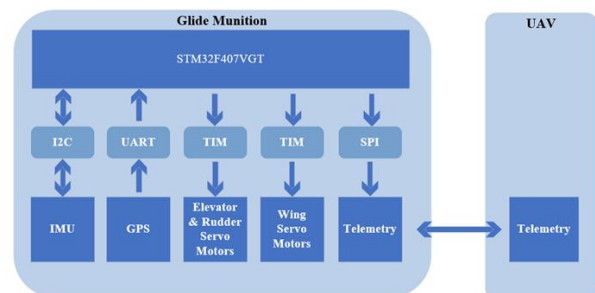 Glide Munition
UAV
STM32F407VGT
I2C
UART
TIM
TIM
SPI
IMU
GPS
Elevator
& Rudder
Servo
Motors
Wing
Servo
Motors
Telemetry
Telemetry